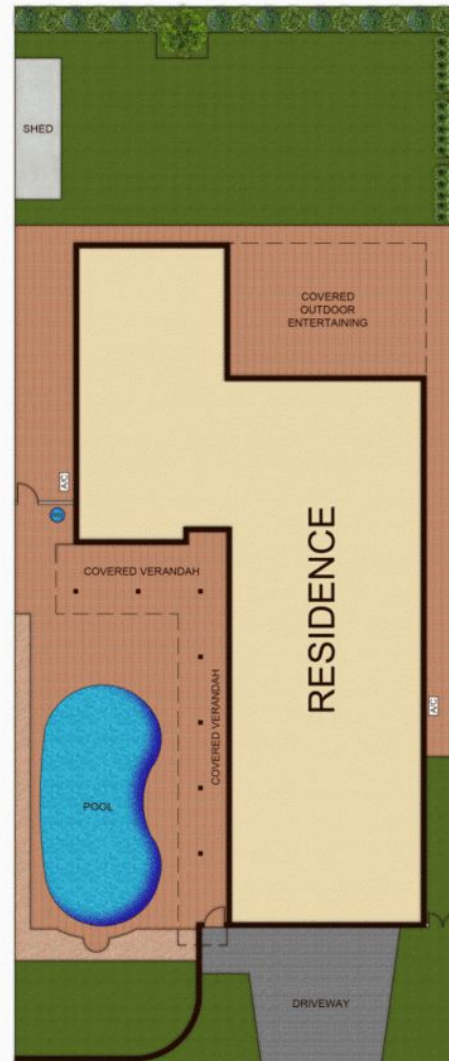 SHED
COVERED
OUTDOOR
ENTERTAINING
A/C
COVERED VERANDAH
RESIDENCE
COVERED VERANDAH
A/C
POOL
DRIVEWAY